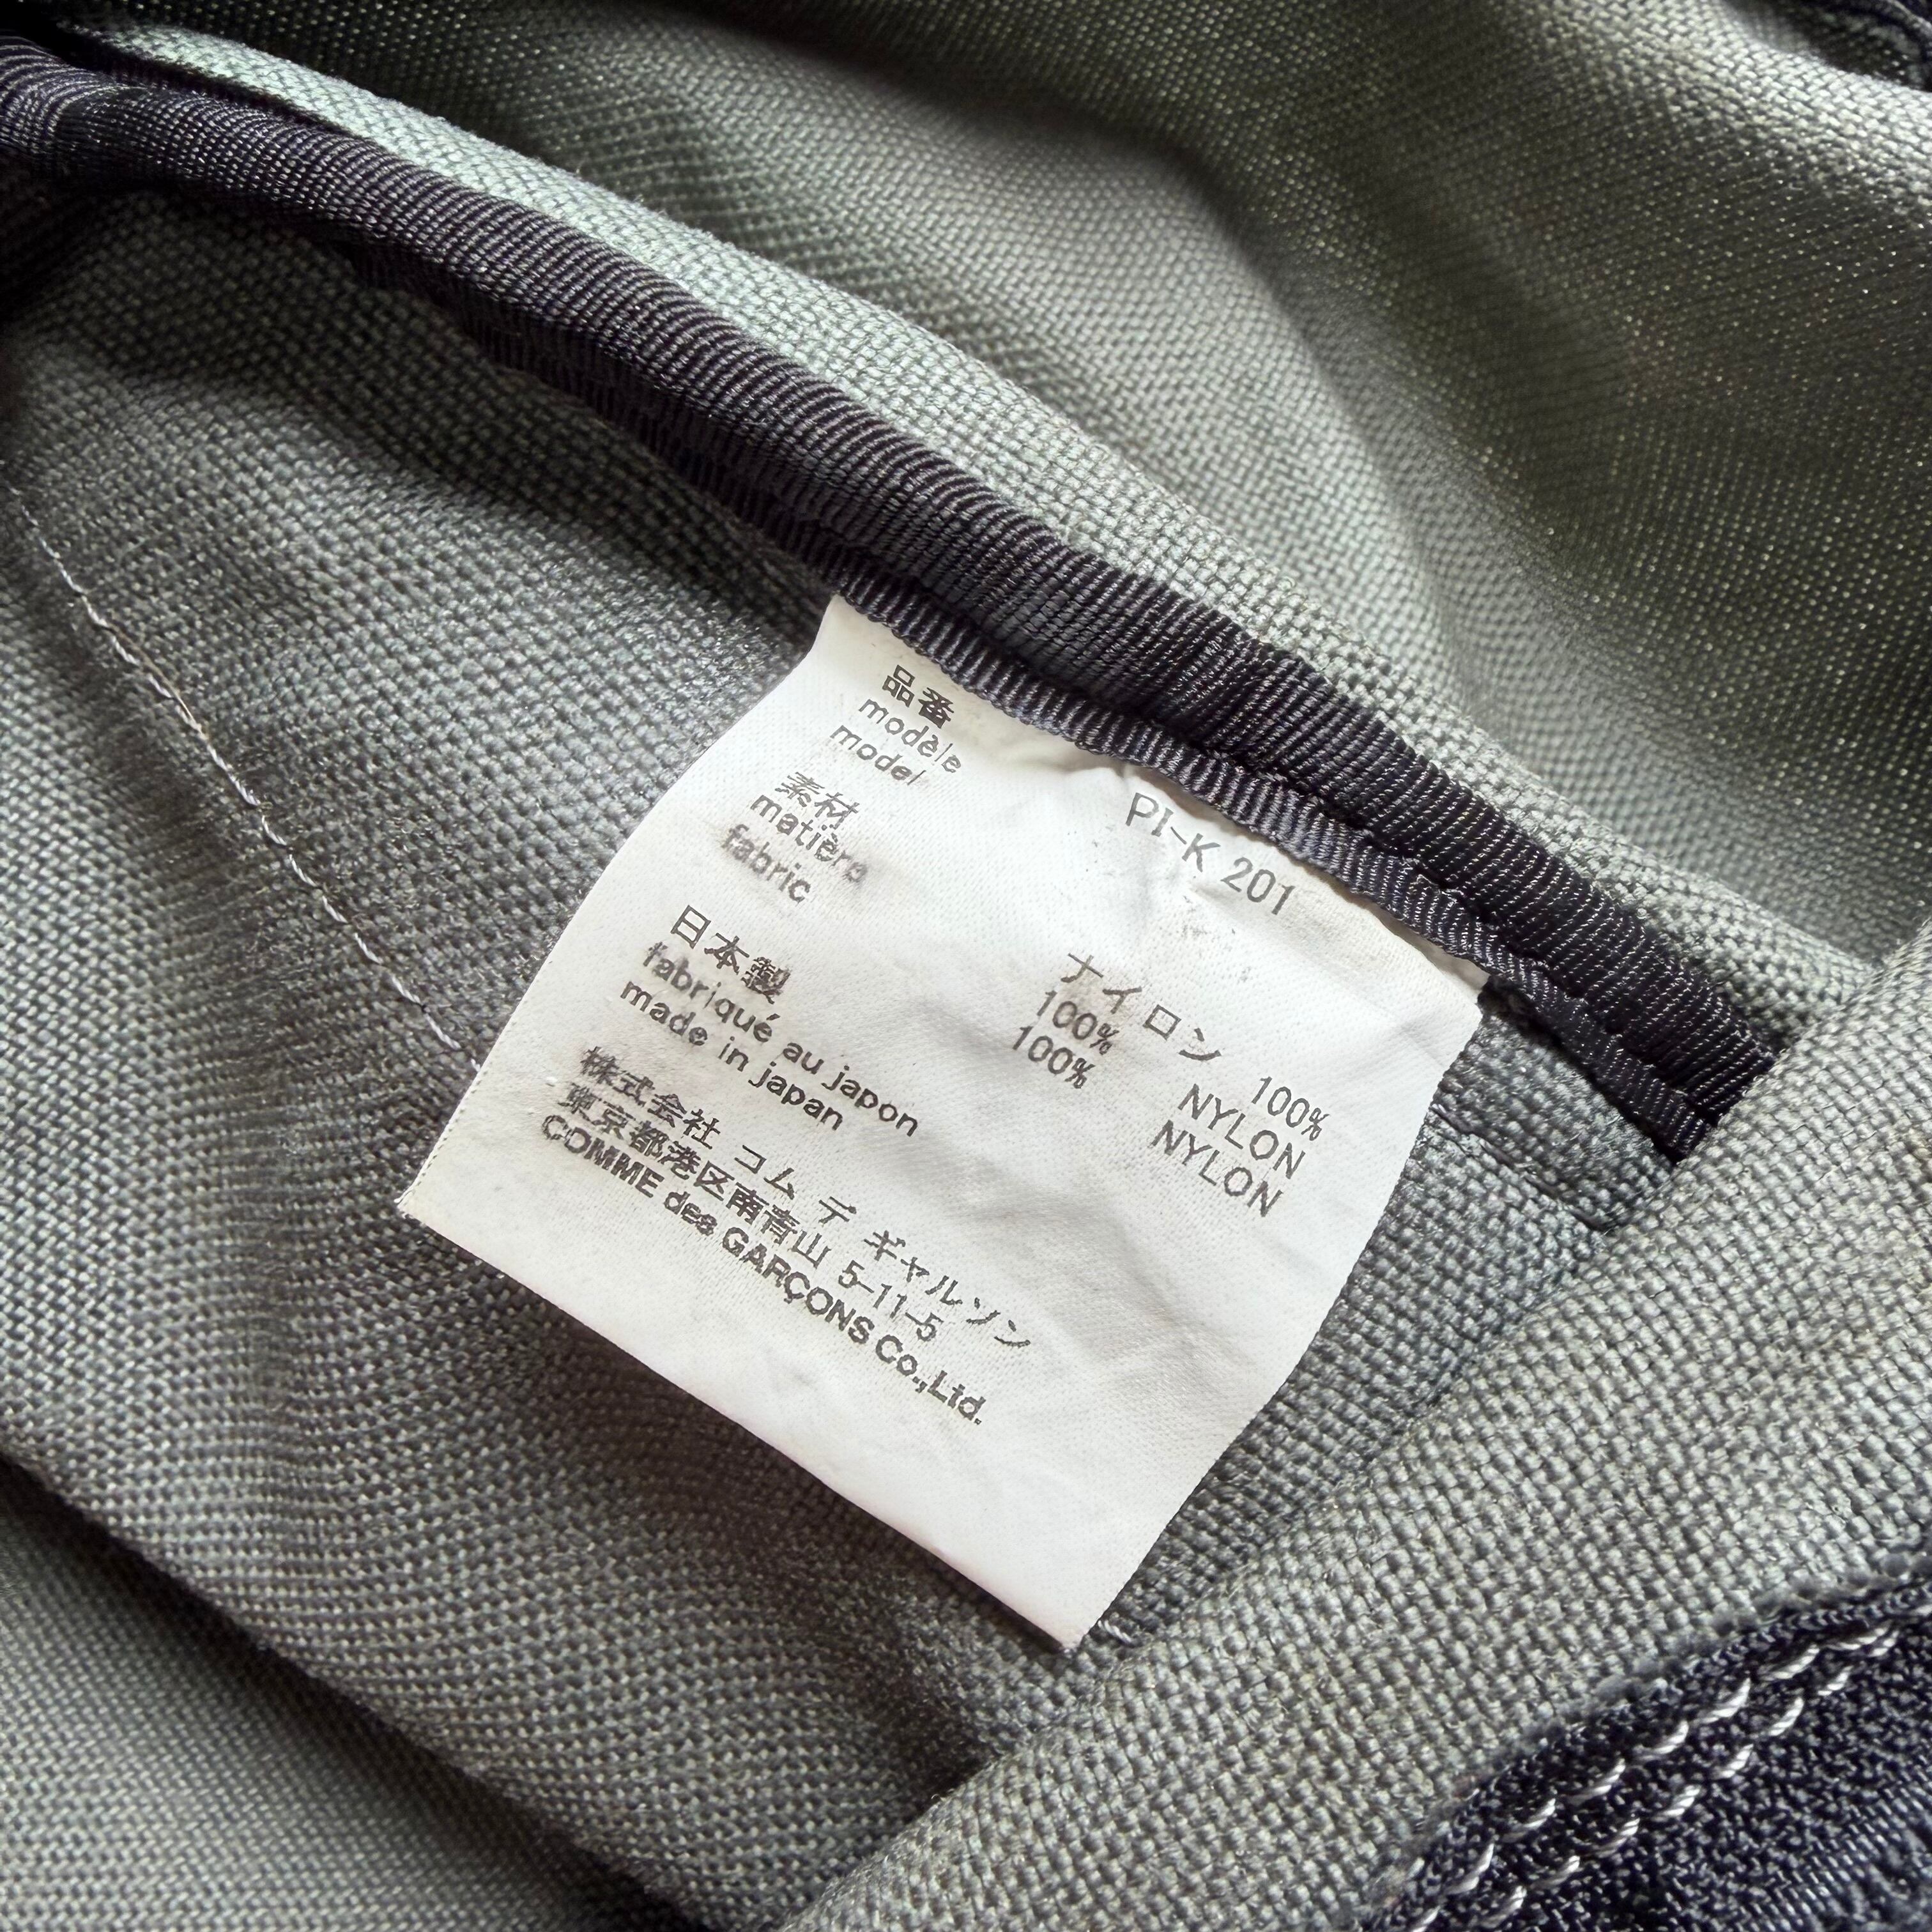 品番
modèle
model
PI-K 201
素材
matière
fabric
ナイロン 100%
100% NYLON
100% NYLON
日本製
fabriqué au japon
made in japan
株式会社 コム デ ギャルソン
東京都港区南青山 5-11-5
COMME des GARÇONS Co.,Ltd.